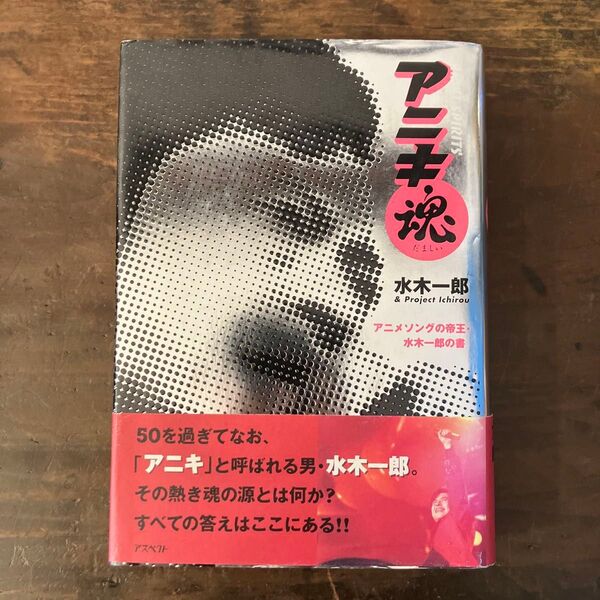 アニキ魂
だましい
SPIRITS
水木一郎
& Project Ichirou
アニメソングの帝王・
水木一郎の書
50を過ぎてなお、
「アニキ」と呼ばれる男・水木一郎。
その熱き魂の源とは何か?
すべての答えはここにある!!
アスペクト